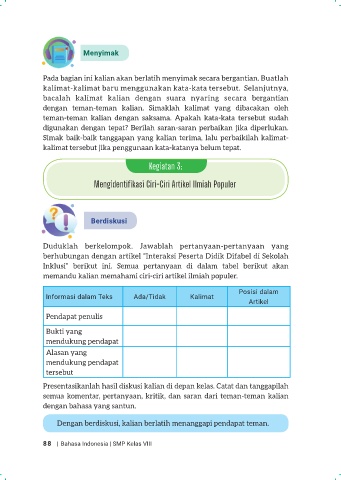 Menyimak
Pada bagian ini kalian akan berlatih menyimak secara bergantian. Buatlah
kalimat-kalimat baru menggunakan kata-kata tersebut. Selanjutnya,
bacalah kalimat kalian dengan suara nyaring secara bergantian
dengan teman-teman kalian. Simaklah kalimat yang dibacakan oleh
teman-teman kalian dengan saksama. Apakah kata-kata tersebut sudah
digunakan dengan tepat? Berilah saran-saran perbaikan jika diperlukan.
Simak baik-baik tanggapan yang kalian terima, lalu perbaikilah kalimat-
kalimat tersebut jika penggunaan kata-katanya belum tepat.
Kegiatan 3:
Mengidentifikasi Ciri-Ciri Artikel Ilmiah Populer
Berdiskusi
Duduklah berkelompok. Jawablah pertanyaan-pertanyaan yang
berhubungan dengan artikel "Interaksi Peserta Didik Difabel di Sekolah
Inklusi" berikut ini. Semua pertanyaan di dalam tabel berikut akan
memandu kalian memahami ciri-ciri artikel ilmiah populer.
Informasi dalam Teks Ada/Tidak Kalimat Posisi dalam
Artikel
Pendapat penulis
Bukti yang
mendukung pendapat
Alasan yang
mendukung pendapat
tersebut
Presentasikanlah hasil diskusi kalian di depan kelas. Catat dan tanggapilah
semua komentar, pertanyaan, kritik, dan saran dari teman-teman kalian
dengan bahasa yang santun.
Dengan berdiskusi, kalian berlatih menanggapi pendapat teman.
88 | Bahasa Indonesia | SMP Kelas VIII